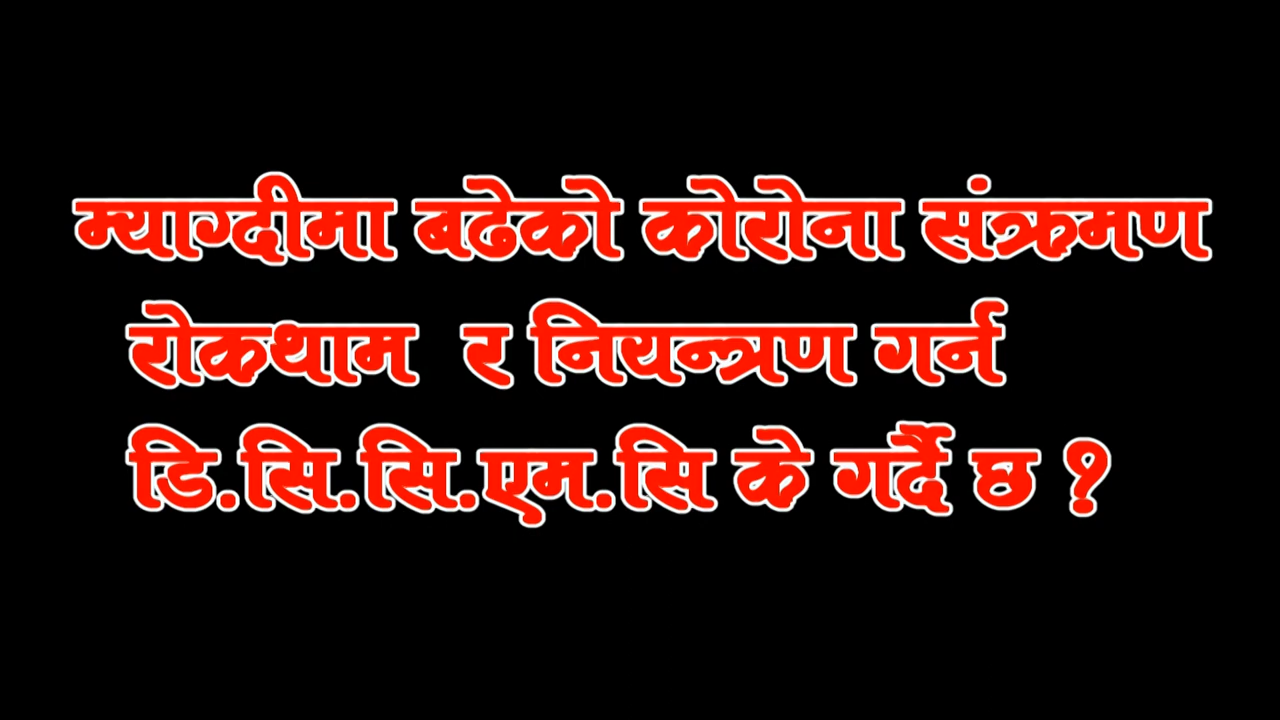 म्याग्दीमा बढेको कोरोना संक्रमण
रोकथाम र नियन्त्रण गर्न
डि.सि.सि.एम.सि के गर्दै छ ?